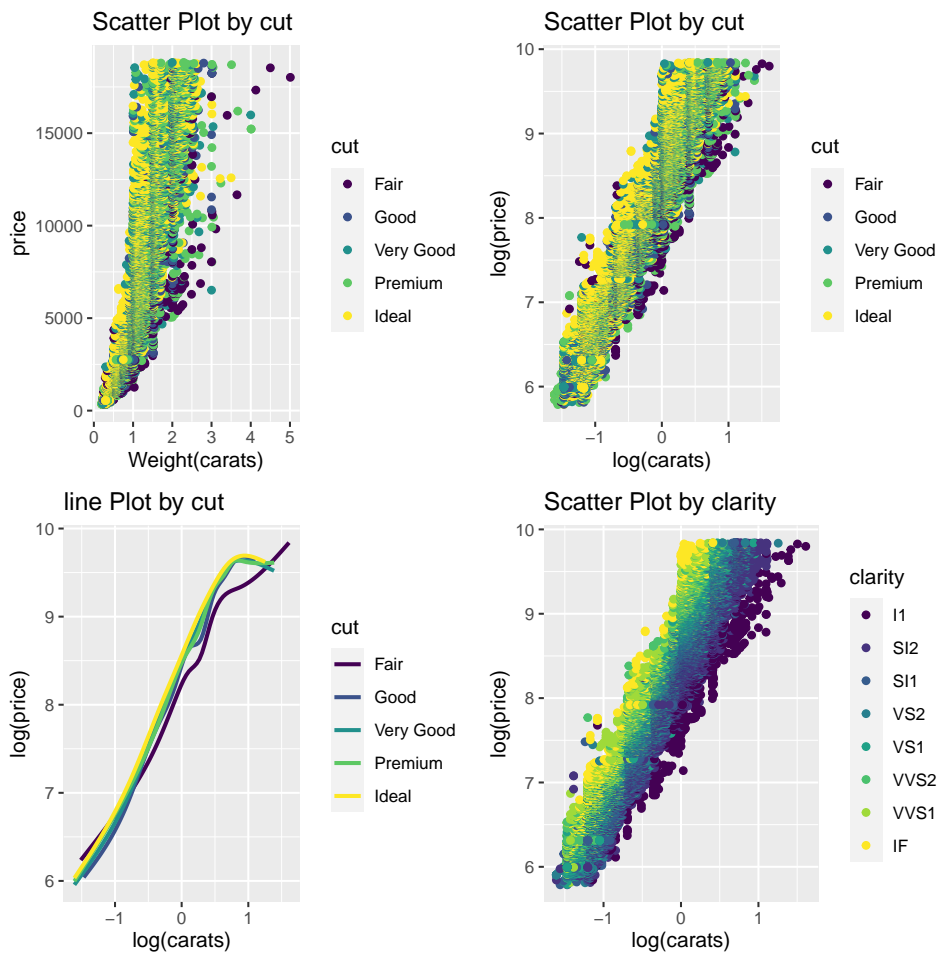 Scatter Plot by cut
price
15000
10000
5000
0
0 1 2 3 4 5
Weight(carats)
cut
Fair
Good
Very Good
Premium
Ideal
Scatter Plot by cut
log(price)
10
9
8
7
6
−1 0 1
log(carats)
cut
Fair
Good
Very Good
Premium
Ideal
line Plot by cut
log(price)
10
9
8
7
6
−1 0 1
log(carats)
cut
Fair
Good
Very Good
Premium
Ideal
Scatter Plot by clarity
log(price)
10
9
8
7
6
−1 0 1
log(carats)
clarity
I1
SI2
SI1
VS2
VS1
VVS2
VVS1
IF